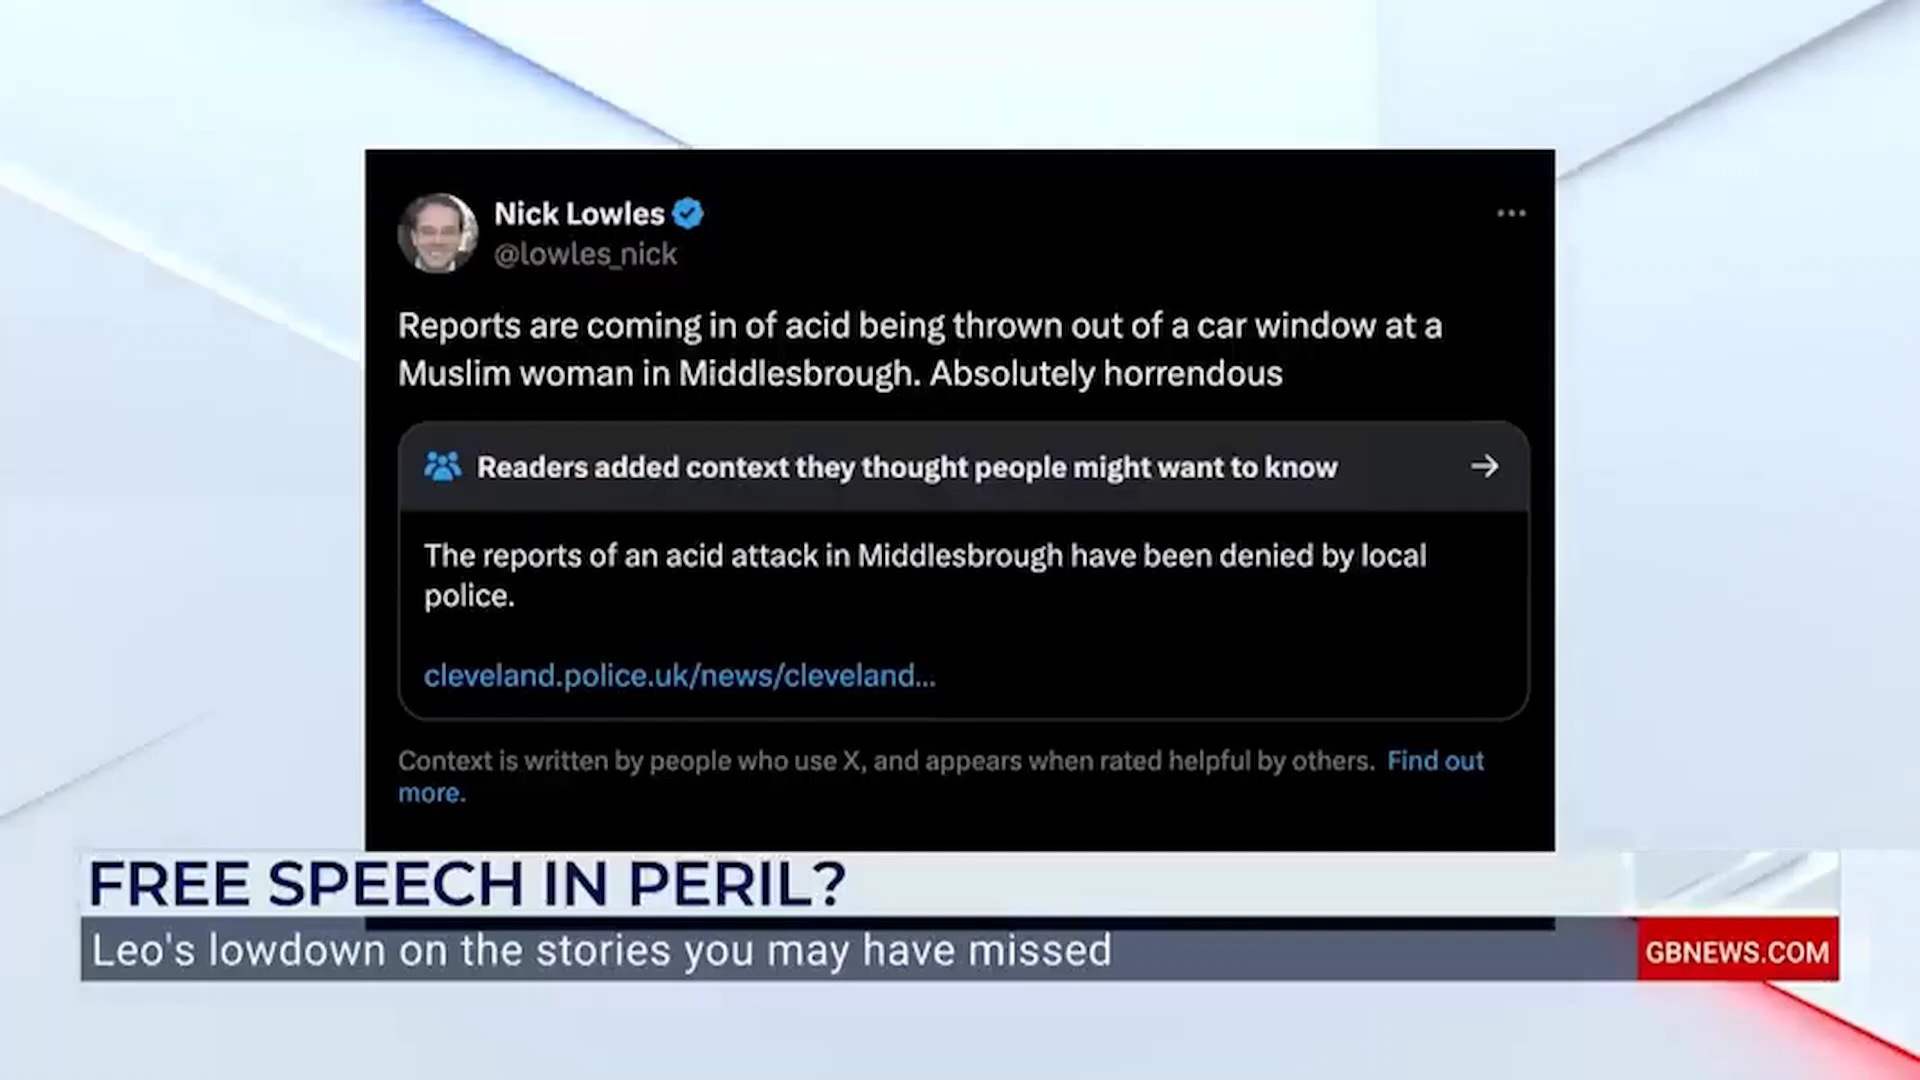 Nick Lowles
@lowles_nick
Reports are coming in of acid being thrown out of a car window at a
Muslim woman in Middlesbrough. Absolutely horrendous
Readers added context they thought people might want to know
The reports of an acid attack in Middlesbrough have been denied by local
police.
cleveland.police.uk/news/cleveland...
Context is written by people who use X, and appears when rated helpful by others. Find out
more.
FREE SPEECH IN PERIL?
Leo's lowdown on the stories you may have missed
GBNEWS.COM